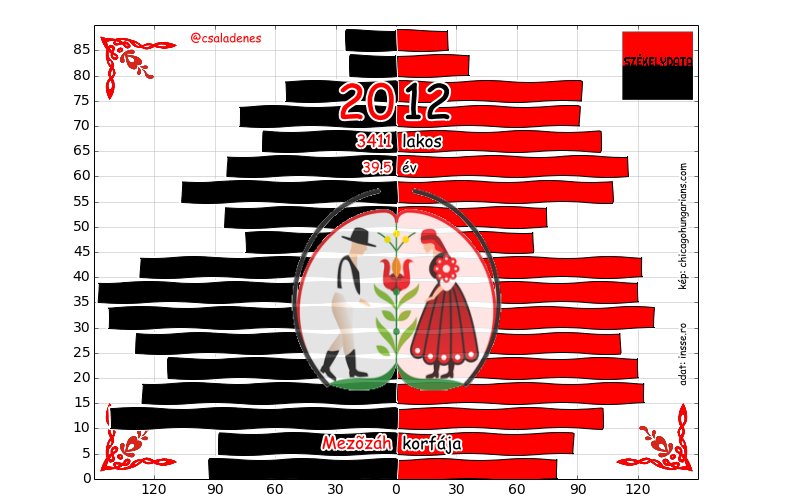 @csaladenes
SZÉKELYDATA
2012
3411 lakos
39.5 év
kép: chicagohungarians.com
adat: insse.ro
Mezõzáh korfája
85
80
75
70
65
60
55
50
45
40
35
30
25
20
15
10
5
0
120 90 60 30 0 30 60 90 120